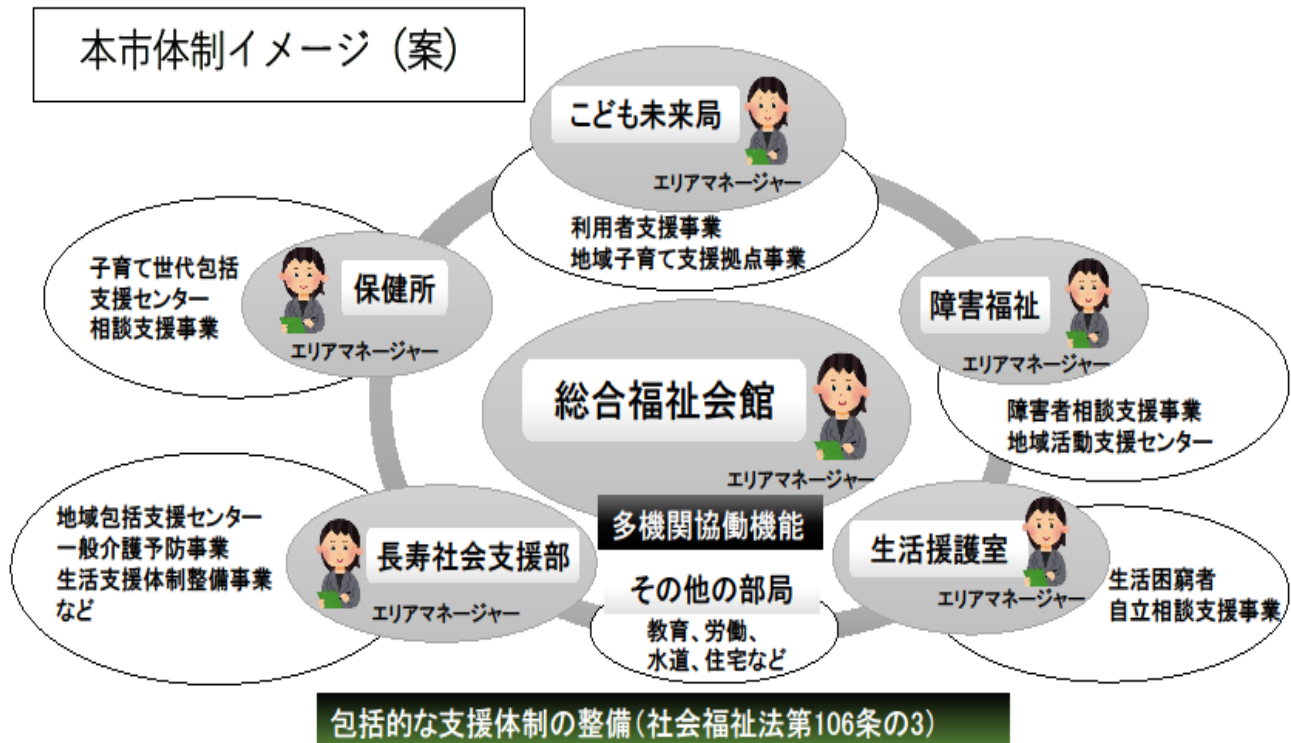 本市体制イメージ（案）
こども未来局
エリアマネージャー
利用者支援事業
地域子育て支援拠点事業
子育て世代包括
支援センター
相談支援事業
保健所
エリアマネージャー
障害福祉
エリアマネージャー
障害者相談支援事業
地域活動支援センター
総合福祉会館
エリアマネージャー
多機関協働機能
地域包括支援センター
一般介護予防事業
生活支援体制整備事業
など
長寿社会支援部
エリアマネージャー
その他の部局
教育、労働、
水道、住宅など
生活援護室
エリアマネージャー
生活困窮者
自立相談支援事業
包括的な支援体制の整備（社会福祉法第106条の3）